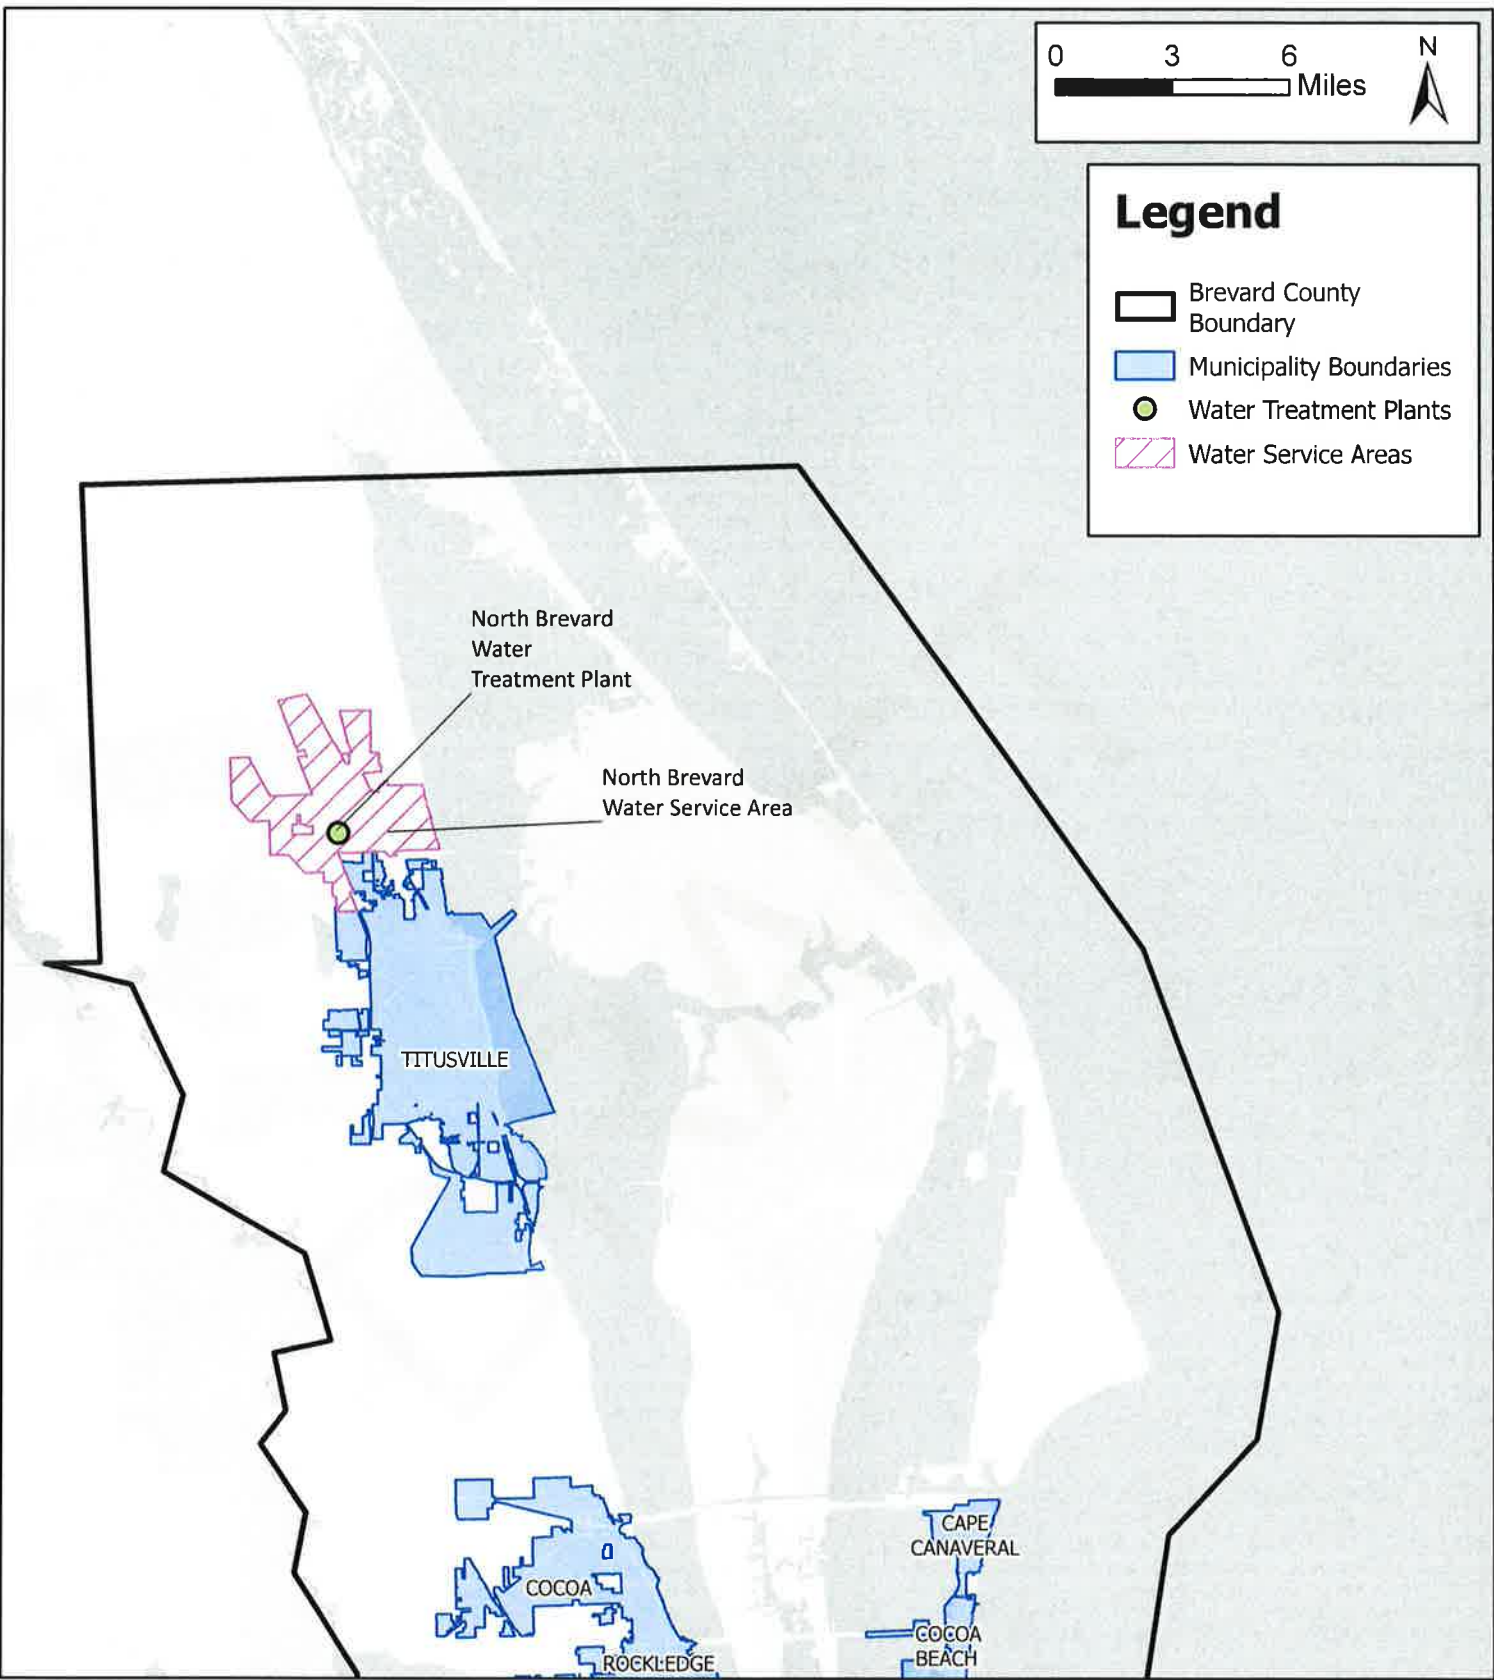 0 3 6
Miles
N
Legend
Brevard County
Boundary
Municipality Boundaries
Water Treatment Plants
Water Service Areas
North Brevard
Water
Treatment Plant
North Brevard
Water Service Area
TITUSVILLE
CAPE
CANAVERAL
COCOA
COCOA
BEACH
ROCKLEDGE